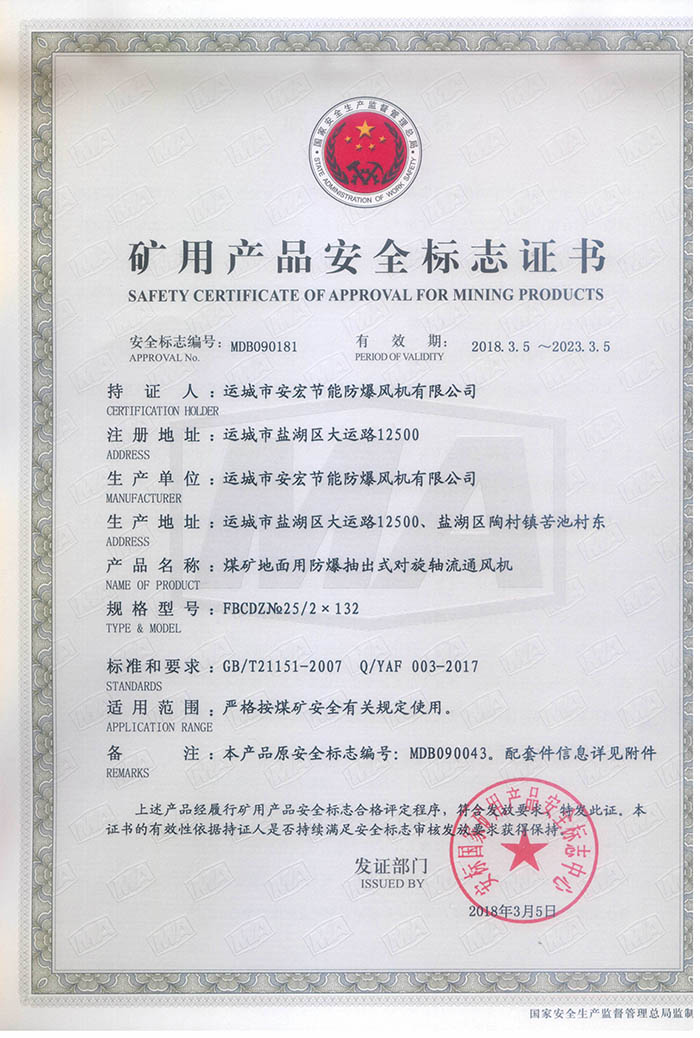 国家安全生产监督管理总局
STATE ADMINISTRATION OF WORK SAFETY
矿用产品安全标志证书
SAFETY CERTIFICATE OF APPROVAL FOR MINING PRODUCTS
安全标志编号: MDB090181 有效期: 2018.3.5 ～2023.3.5
APPROVAL No. PERIOD OF VALIDITY
持证人：运城市安宏节能防爆风机有限公司
CERTIFICATION HOLDER
注册地址：运城市盐湖区大运路12500
ADDRESS
生产单位：运城市安宏节能防爆风机有限公司
MANUFACTURER
生产地址：运城市盐湖区大运路12500、盐湖区陶村镇苦池村东
ADDRESS
产品名称：煤矿地面用防爆抽出式对旋轴流通风机
NAME OF PRODUCT
规格型号：FBCDZ№25/2×132
TYPE & MODEL
标准和要求：GB/T21151-2007 Q/YAF 003-2017
STANDARDS
适用范围：严格按煤矿安全有关规定使用。
APPLICATION RANGE
备注：本产品原安全标志编号：MDB090043。配套件信息详见附件
REMARKS
上述产品经履行矿用产品安全标志合格评定程序，符合发放要求，特发此证。本
证书的有效性依据持证人是否持续满足安全标志审核发放要求获得保持。
发证部门
ISSUED BY
安标国家矿用产品安全标志中心
2018年3月5日
国家安全生产监督管理总局监制
MA